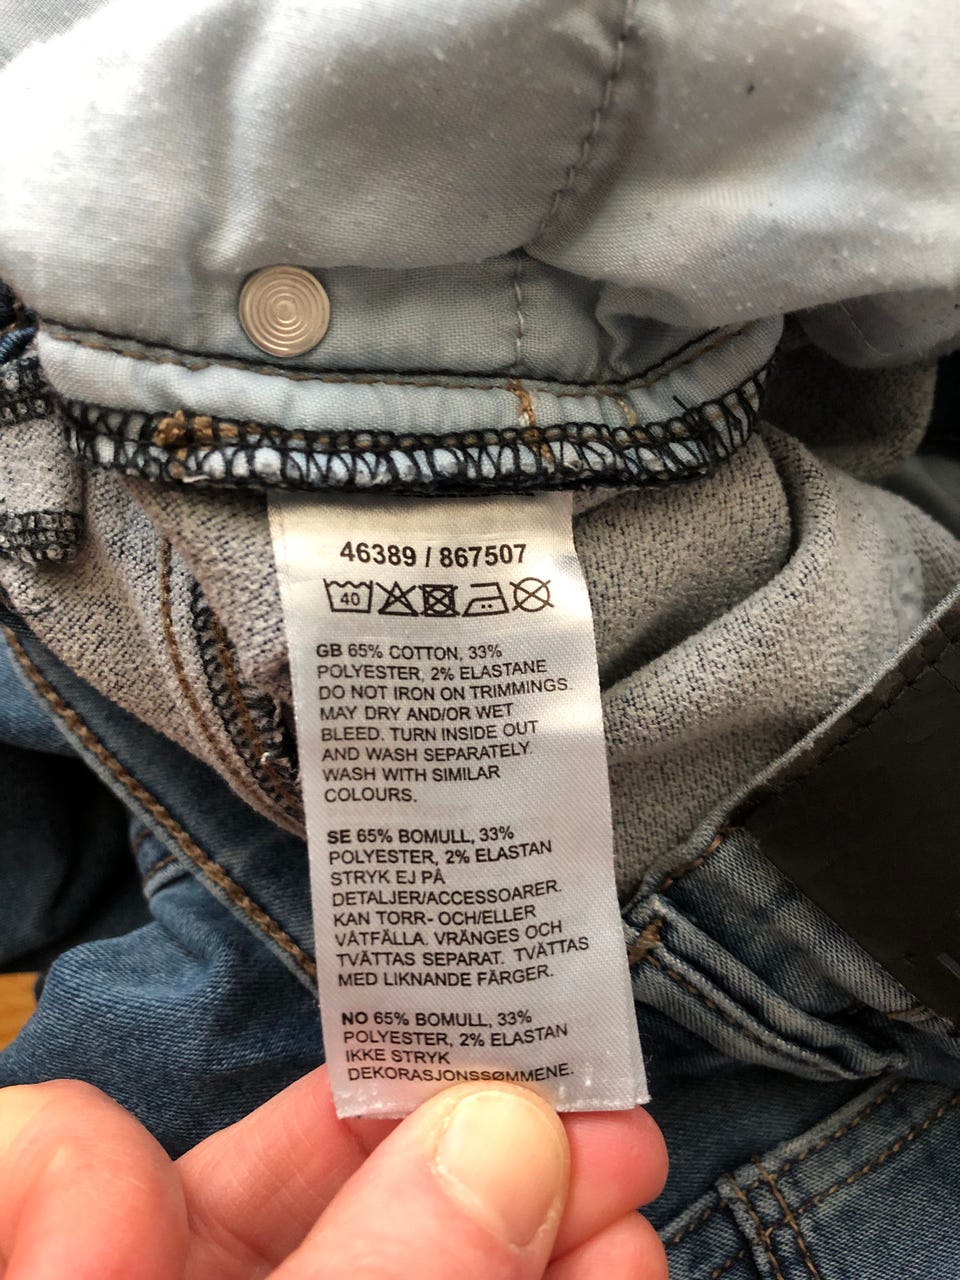 46389 / 867507
40
GB 65% COTTON, 33%
POLYESTER, 2% ELASTANE
DO NOT IRON ON TRIMMINGS.
MAY DRY AND/OR WET
BLEED. TURN INSIDE OUT
AND WASH SEPARATELY.
WASH WITH SIMILAR
COLOURS.
SE 65% BOMULL, 33%
POLYESTER, 2% ELASTAN
STRYK EJ PÅ
DETALJER/ACCESSOARER.
KAN TORR- OCH/ELLER
VÅTFÄLLA. VRÄNGES OCH
TVÄTTAS SEPARAT. TVÄTTAS
MED LIKNANDE FÄRGER.
NO 65% BOMULL, 33%
POLYESTER, 2% ELASTAN
IKKE STRYK
DEKORASJONSSØMMENE.